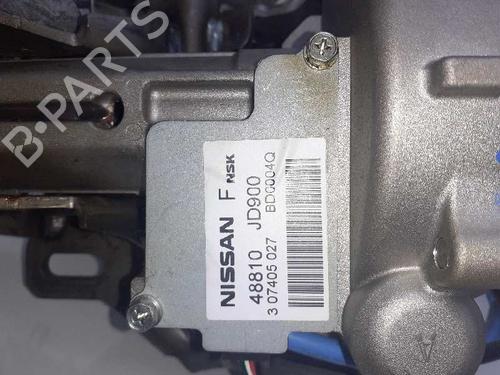 B-PARTS
NISSAN F NSK
48810 JD900
3 07405 027 BD0004Q
A